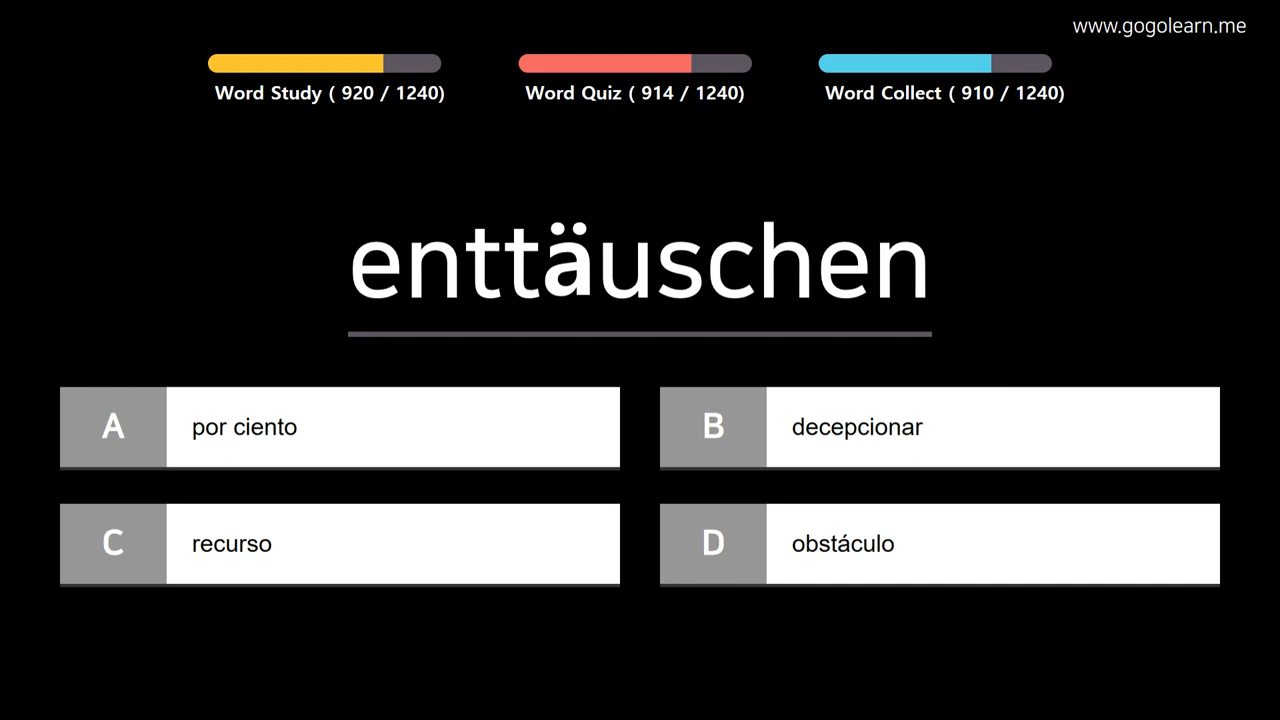 www.gogolearn.me
Word Study ( 920 / 1240)
Word Quiz ( 914 / 1240)
Word Collect ( 910 / 1240)
enttäuschen
A por ciento
B decepcionar
C recurso
D obstáculo